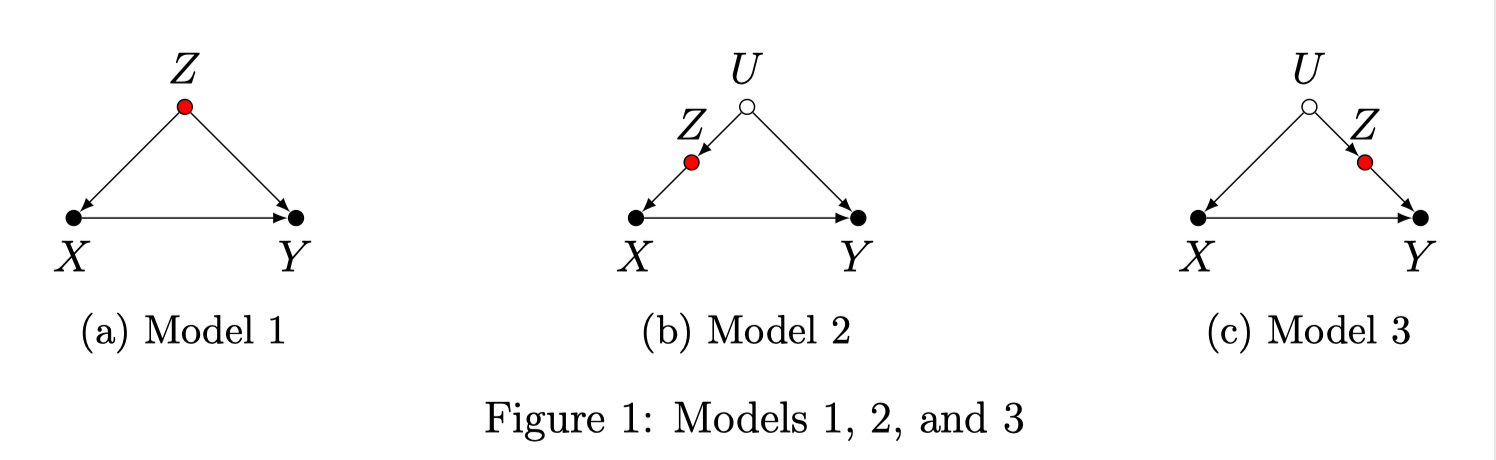 Z U U
Z Z
X Y X Y X Y
(a) Model 1 (b) Model 2 (c) Model 3
Figure 1: Models 1, 2, and 3